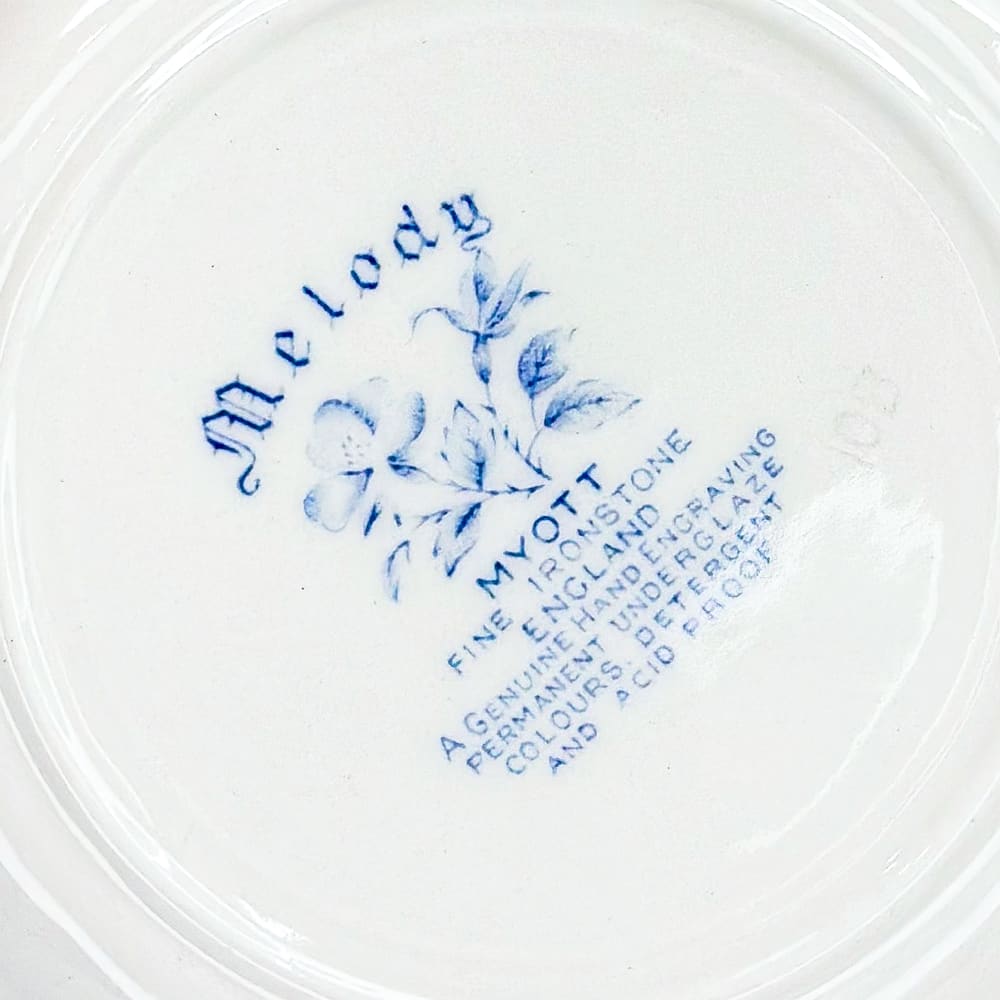 Melody
MYOTT
FINE IRONSTONE
ENGLAND
A GENUINE HAND ENGRAVING
PERMANENT UNDERGLAZE
COLOURS. DETERGENT
AND ACID PROOF